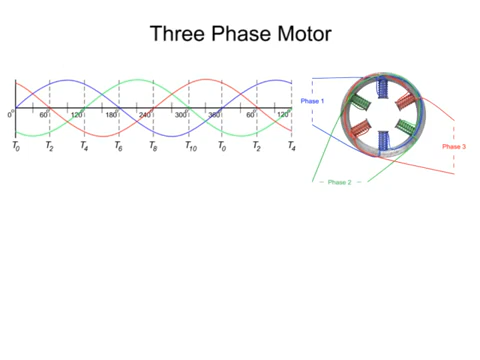 Three Phase Motor
0° 60 120 180 240 300 360 60 120
T0 T2 T4 T6 T8 T10 T0 T2 T4
Phase 1
Phase 3
Phase 2